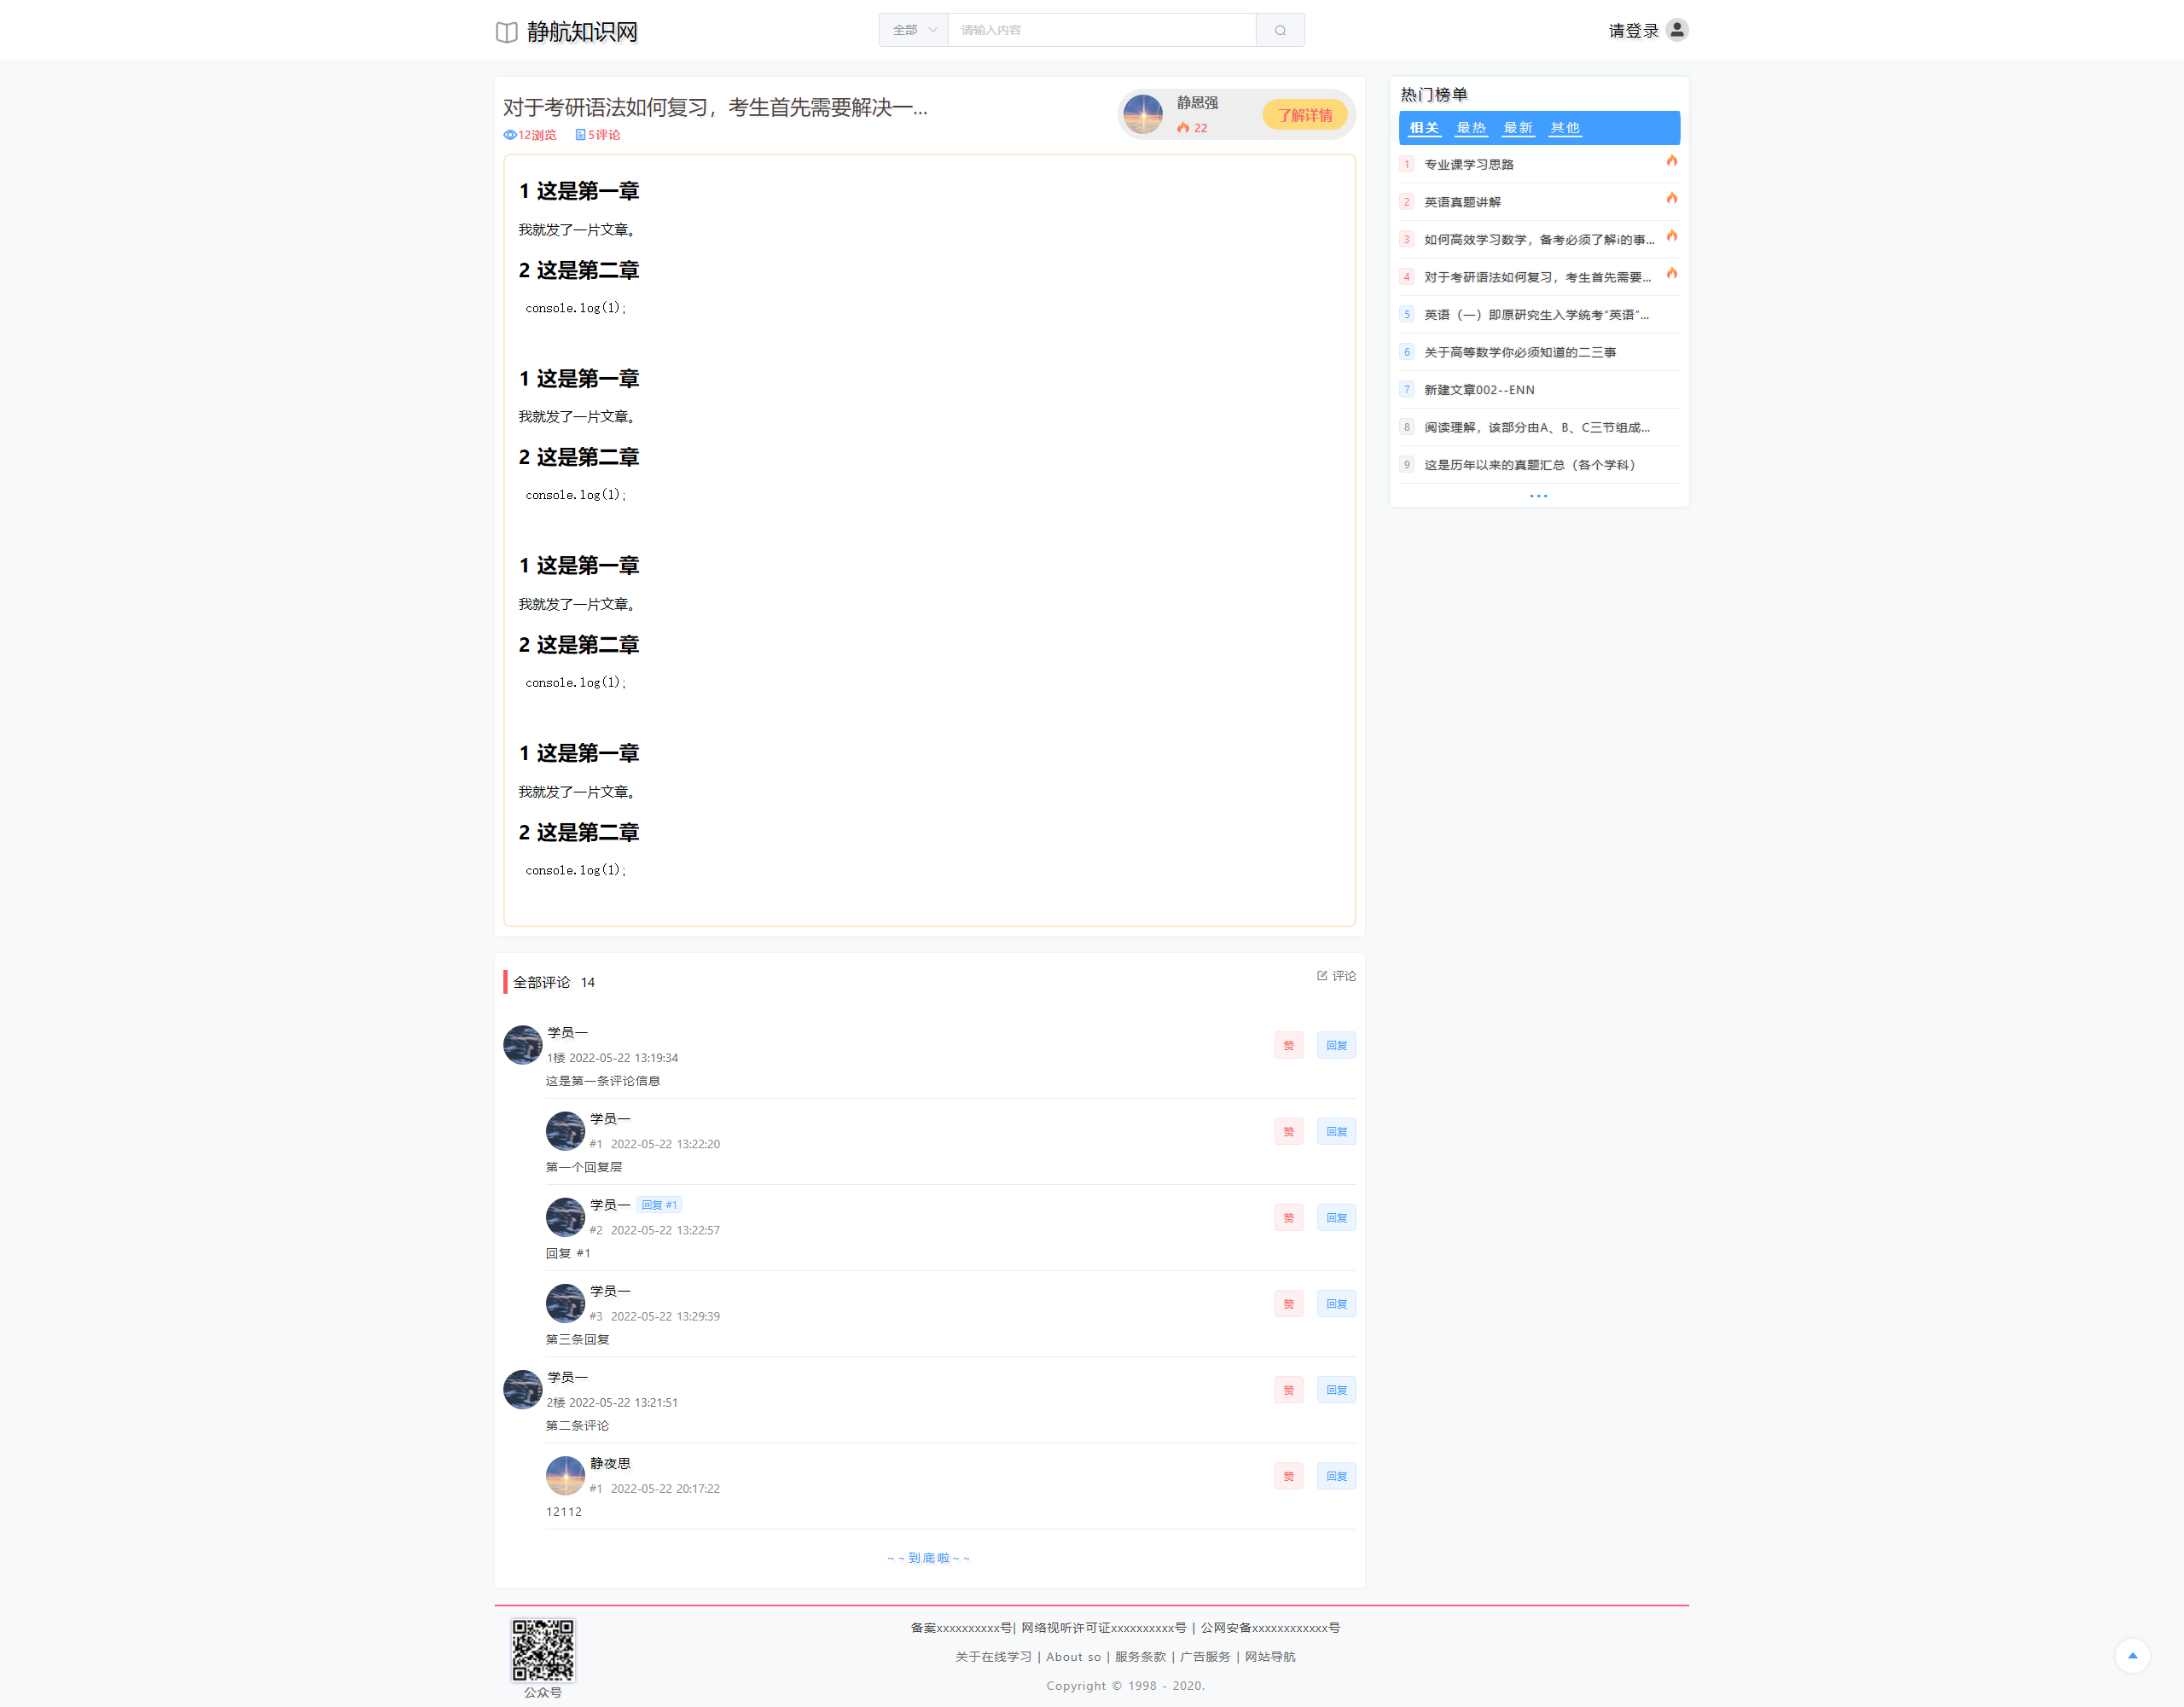 静航知识网
全部 请输入内容
请登录
对于考研语法如何复习，考生首先需要解决一...
12浏览 5评论
静恩强
22
了解详情
1 这是第一章
我就发了一片文章。
2 这是第二章
console.log(1);
1 这是第一章
我就发了一片文章。
2 这是第二章
console.log(1);
1 这是第一章
我就发了一片文章。
2 这是第二章
console.log(1);
1 这是第一章
我就发了一片文章。
2 这是第二章
console.log(1);
热门榜单
相关 最热 最新 其他
1 专业课学习思路
2 英语真题讲解
3 如何高效学习数学，备考必须了解i的事...
4 对于考研语法如何复习，考生首先需要...
5 英语（一）即原研究生入学统考“英语”...
6 关于高等数学你必须知道的二三事
7 新建文章002--ENN
8 阅读理解，该部分由A、B、C三节组成...
9 这是历年以来的真题汇总（各个学科）
...
全部评论 14
评论
学员一
1楼 2022-05-22 13:19:34
赞 回复
这是第一条评论信息
学员一
#1 2022-05-22 13:22:20
赞 回复
第一个回复层
学员一 回复 #1
#2 2022-05-22 13:22:57
赞 回复
回复 #1
学员一
#3 2022-05-22 13:29:39
赞 回复
第三条回复
学员一
2楼 2022-05-22 13:21:51
赞 回复
第二条评论
静夜思
#1 2022-05-22 20:17:22
赞 回复
12112
~~到底啦~~
公众号
备案xxxxxxxxxx号| 网络视听许可证xxxxxxxxxx号 | 公网安备xxxxxxxxxxxx号
关于在线学习 | About so | 服务条款 | 广告服务 | 网站导航
Copyright © 1998 - 2020.